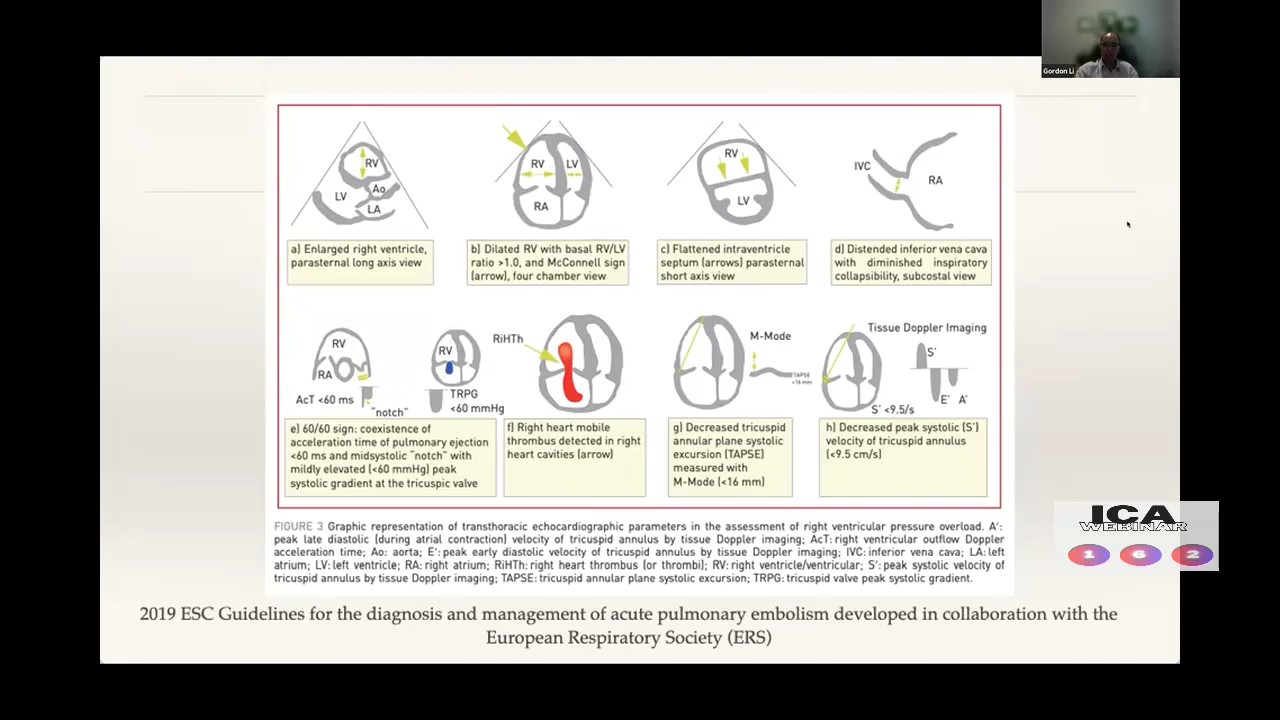 Gordon Li
RV
LV
Ao
LA
RV
LV
RA
RV
LV
IVC
RA
a) Enlarged right ventricle,
parasternal long axis view
b) Dilated RV with basal RV/LV
ratio >1.0, and McConnell sign
(arrow), four chamber view
c) Flattened intraventricle
septum (arrows) parasternal
short axis view
d) Distended inferior vena cava
with diminished inspiratory
collapsibility, subcostal view
RV
RA
AcT <60 ms
"notch"
RV
TRPG
<60 mmHg
RiHTh
M-Mode
TAPSE
<16 mm
Tissue Doppler Imaging
S'
E' A'
S' <9.5/s
e) 60/60 sign: coexistence of
acceleration time of pulmonary ejection
<60 ms and midsystolic "notch" with
mildly elevated (<60 mmHg) peak
systolic gradient at the tricuspic valve
f) Right heart mobile
thrombus detected in right
heart cavities (arrow)
g) Decreased tricuspid
annular plane systolic
excursion (TAPSE)
measured with
M-Mode (<16 mm)
h) Decreased peak systolic (S')
velocity of tricuspid annulus
(<9.5 cm/s)
ICA
WEBINAR
1 6 2
FIGURE 3 Graphic representation of transthoracic echocardiographic parameters in the assessment of right ventricular pressure overload. A':
peak late diastolic (during atrial contraction) velocity of tricuspid annulus by tissue Doppler imaging; AcT: right ventricular outflow Doppler
acceleration time; Ao: aorta; E': peak early diastolic velocity of tricuspid annulus by tissue Doppler imaging; IVC: inferior vena cava; LA: left
atrium; LV: left ventricle; RA: right atrium; RiHTh: right heart thrombus (or thrombi); RV: right ventricle/ventricular; S': peak systolic velocity of
tricuspid annulus by tissue Doppler imaging; TAPSE: tricuspid annular plane systolic excursion; TRPG: tricuspid valve peak systolic gradient.
2019 ESC Guidelines for the diagnosis and management of acute pulmonary embolism developed in collaboration with the
European Respiratory Society (ERS)